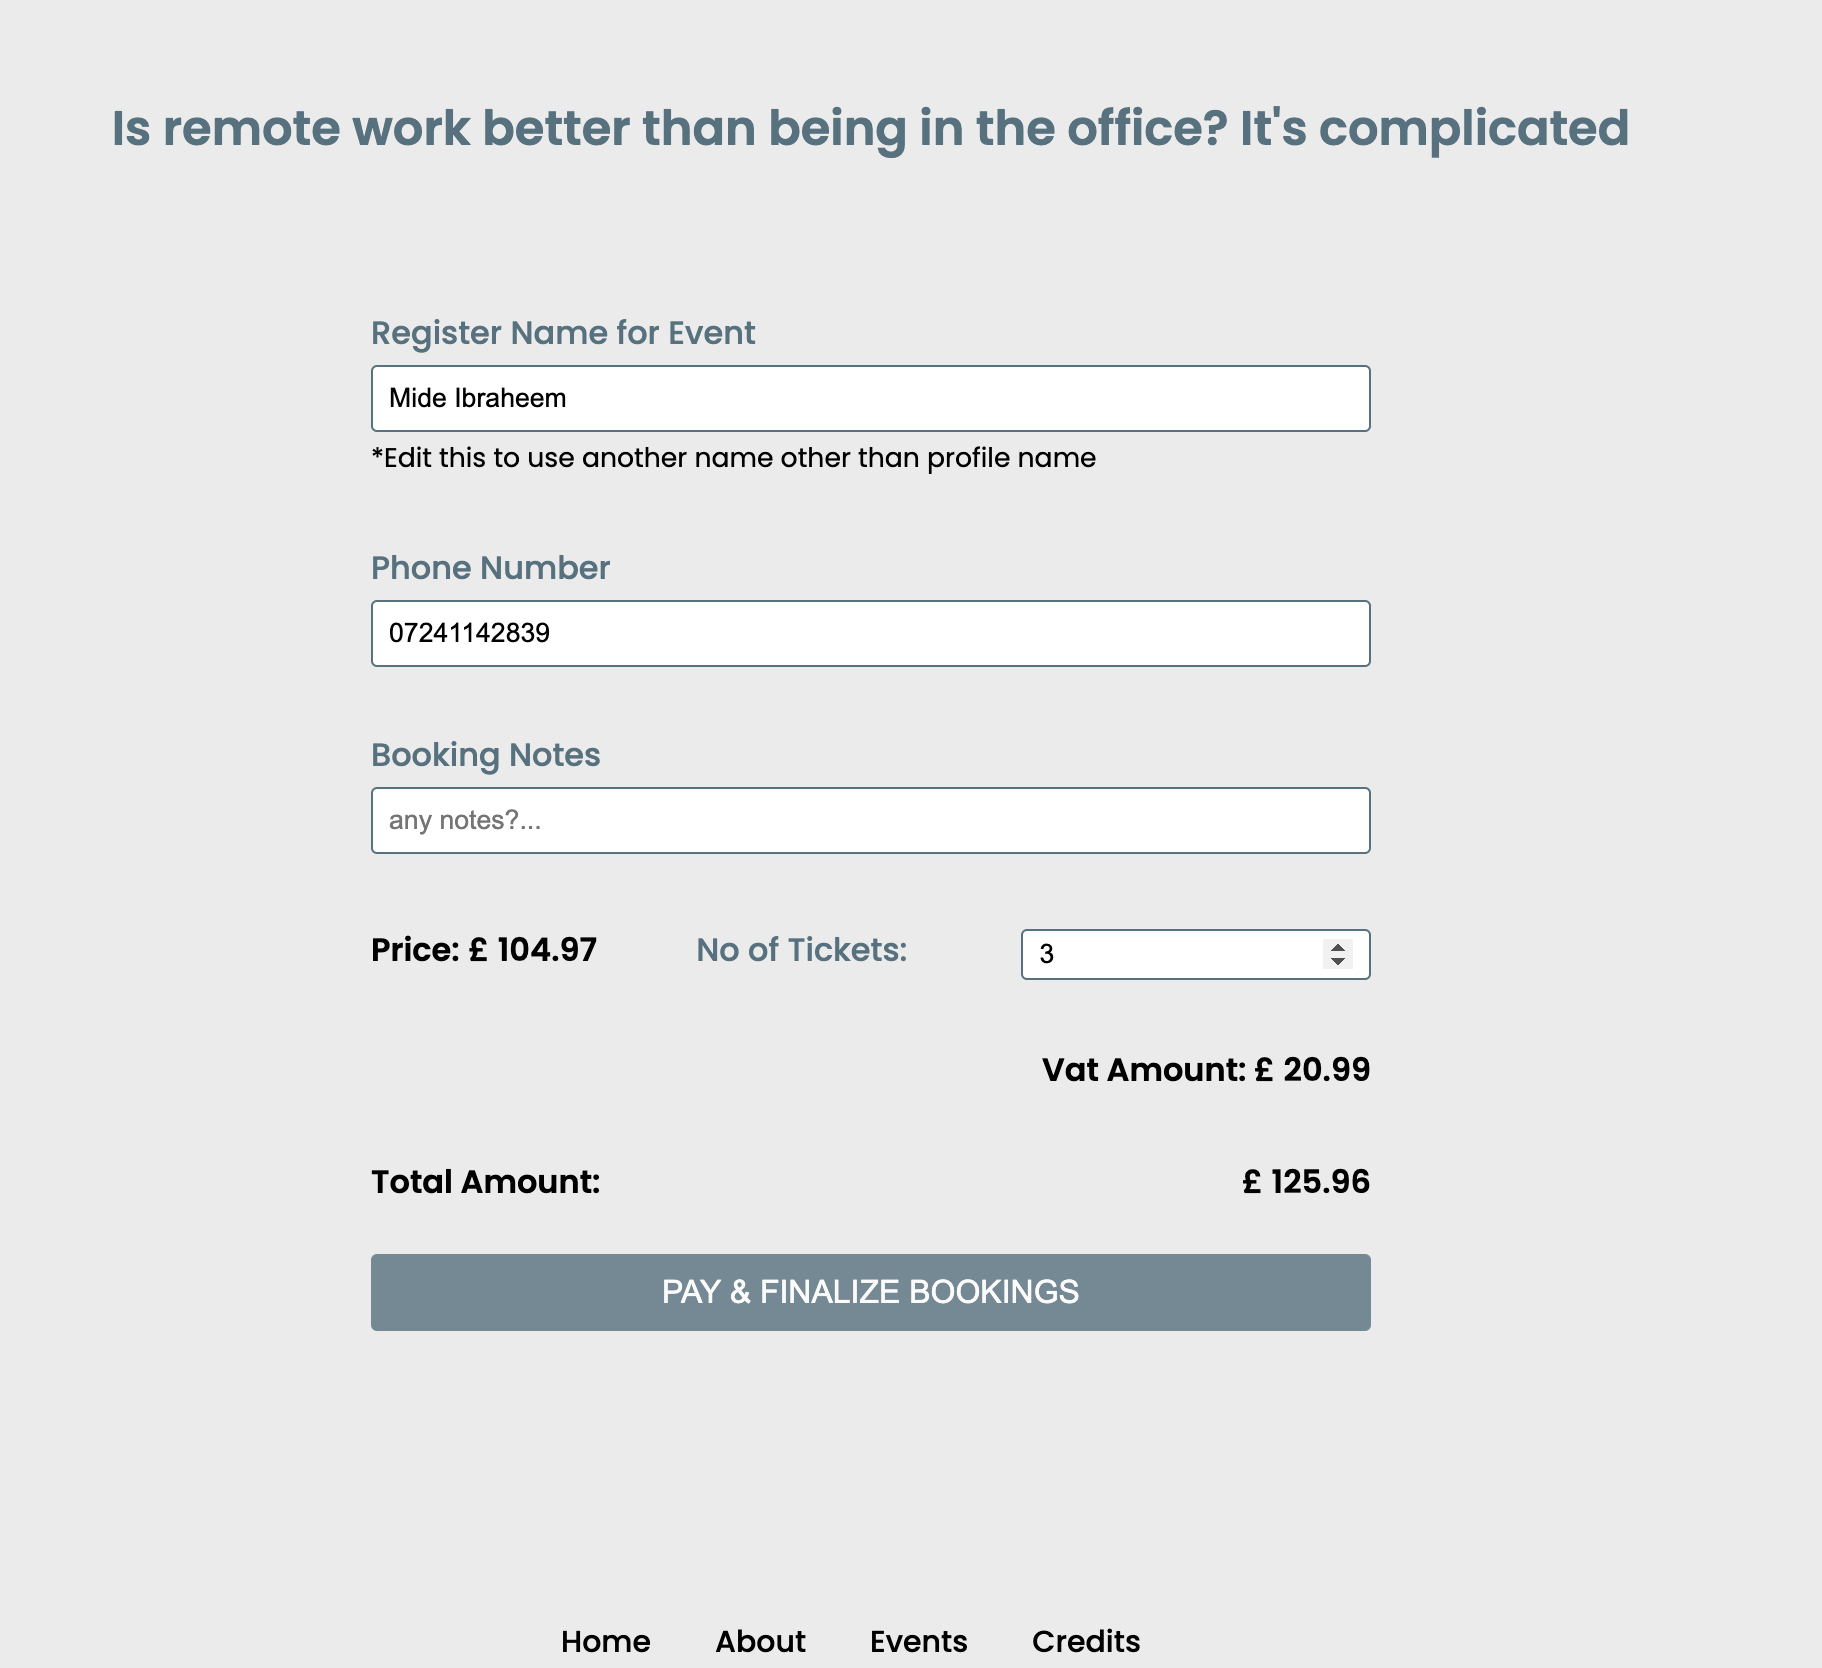 Is remote work better than being in the office? It's complicated
Register Name for Event
Mide Ibraheem
*Edit this to use another name other than profile name
Phone Number
07241142839
Booking Notes
any notes?...
Price: £ 104.97 No of Tickets: 3
Vat Amount: £ 20.99
Total Amount: £ 125.96
PAY & FINALIZE BOOKINGS
Home About Events Credits